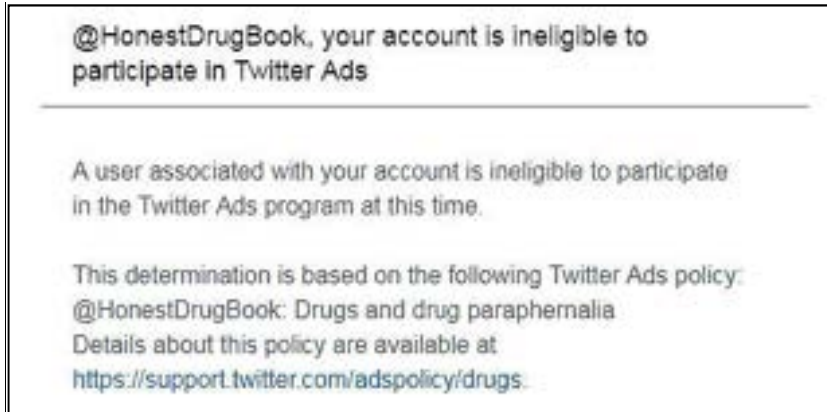 @HonestDrugBook, your account is ineligible to
participate in Twitter Ads
A user associated with your account is ineligible to participate
in the Twitter Ads program at this time.
This determination is based on the following Twitter Ads policy:
@HonestDrugBook: Drugs and drug paraphernalia
Details about this policy are available at
https://support.twitter.com/adspolicy/drugs.